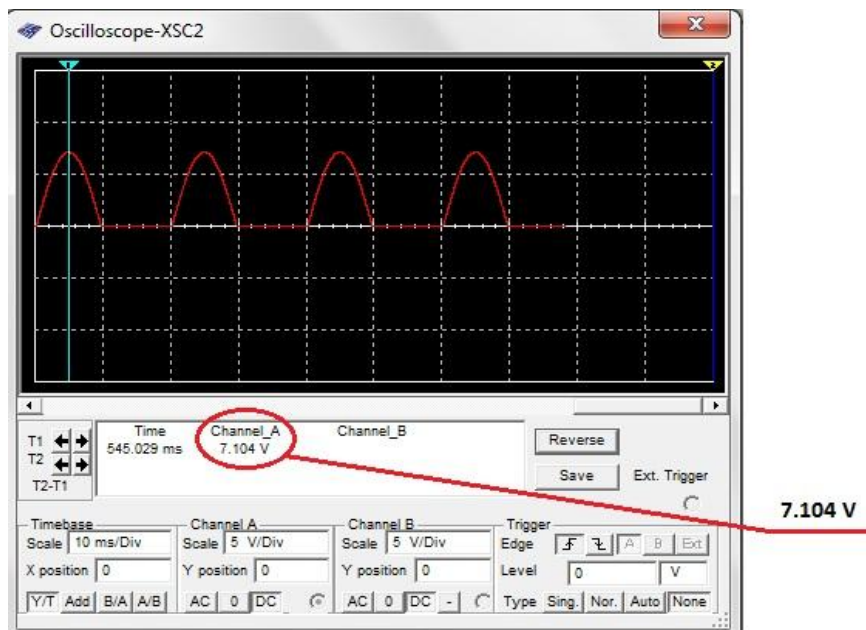 Oscilloscope-XSC2
1
2
Time Channel_A Channel_B
T1
T2
T2-T1
545.029 ms 7.104 V
Reverse
Save
Ext. Trigger
7.104 V
Timebase Channel A Channel B Trigger
Scale 10 ms/Div Scale 5 V/Div Scale 5 V/Div Edge A B Ext
X position 0 Y position 0 Y position 0 Level 0 V
Y/T Add B/A A/B AC 0 DC AC 0 DC - Type Sing. Nor. Auto None